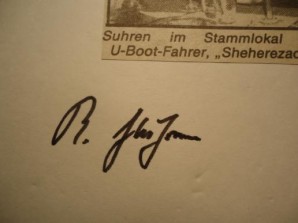 Suhren im Stammlokal
U-Boot-Fahrer, „Sheherezad
R.